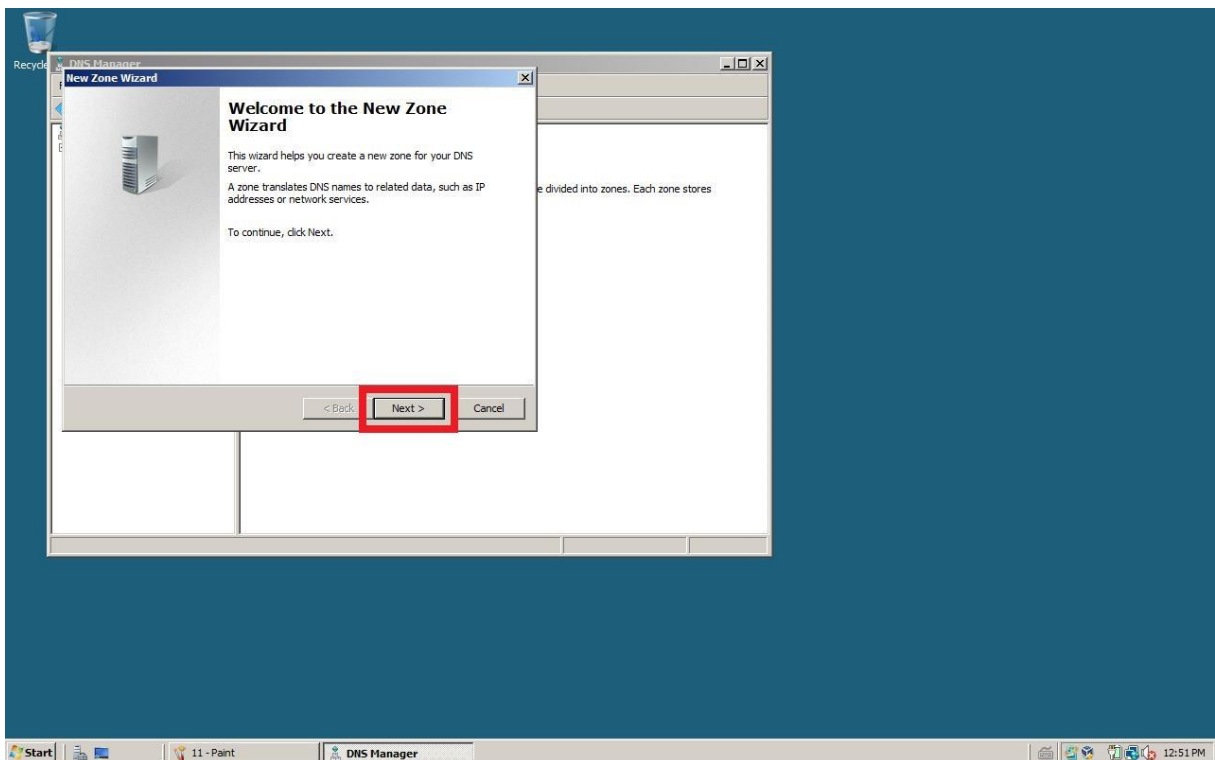 Recycle
DNS Manager
New Zone Wizard
Welcome to the New Zone
Wizard
This wizard helps you create a new zone for your DNS
server.
A zone translates DNS names to related data, such as IP
addresses or network services.
To continue, click Next.
e divided into zones. Each zone stores
< Back
Next >
Cancel
Start
11 - Paint
DNS Manager
12:51 PM